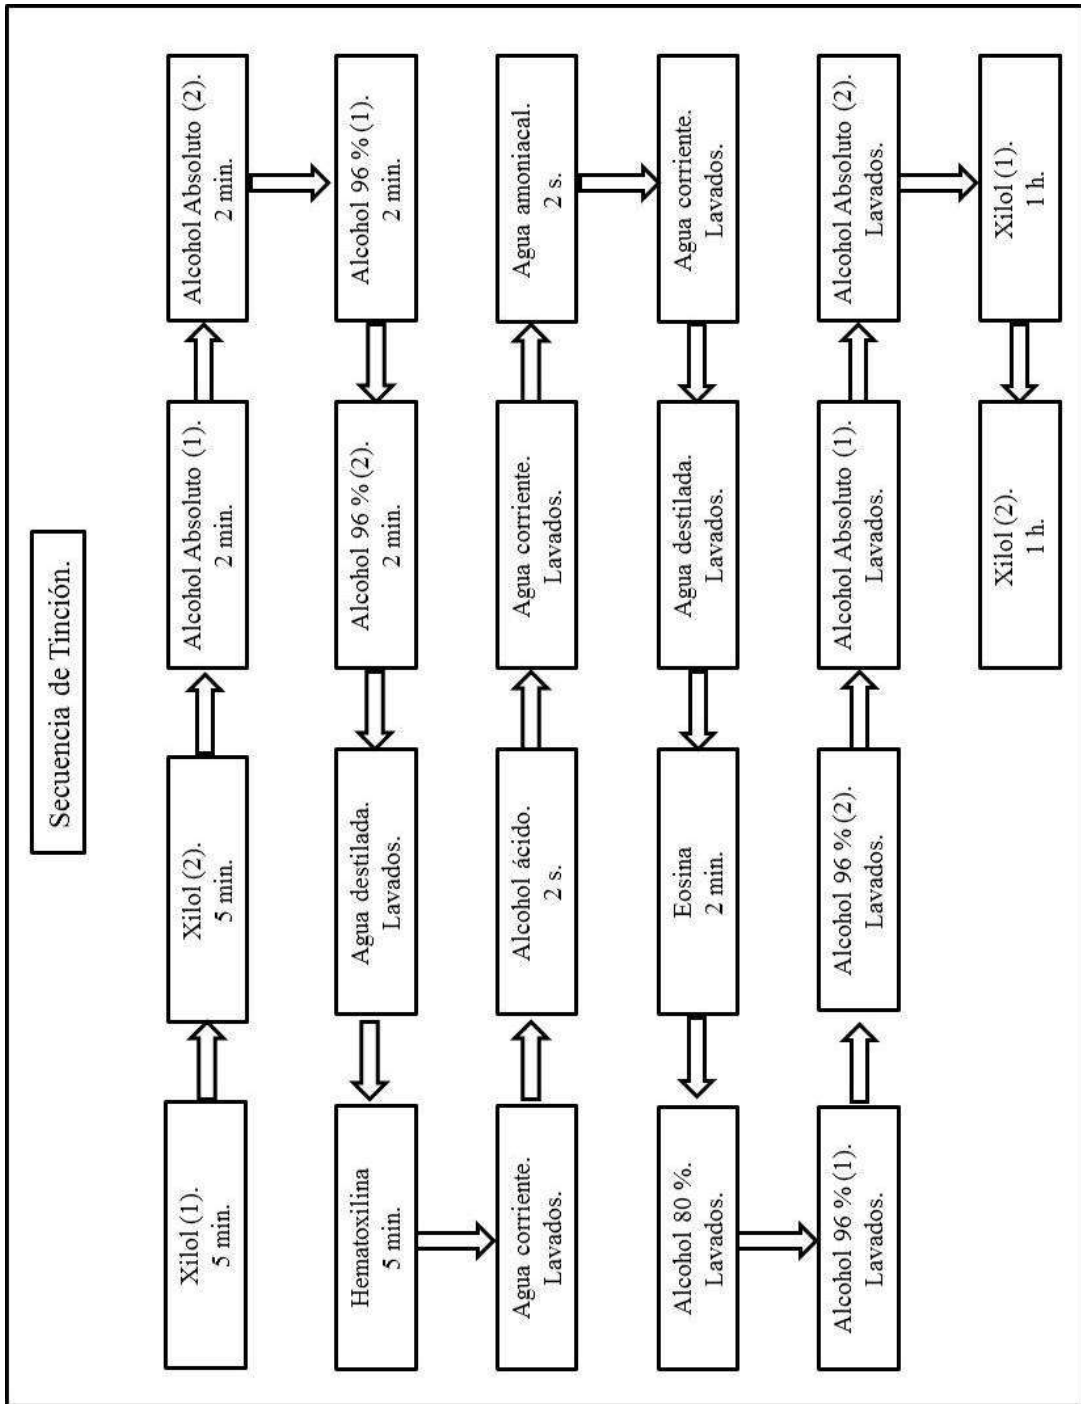 Secuencia de Tinción.
Xilol (1).
5 min.
Xilol (2).
5 min.
Alcohol Absoluto (1).
2 min.
Alcohol Absoluto (2).
2 min.
Alcohol 96 % (1).
2 min.
Alcohol 96 % (2).
2 min.
Agua destilada.
Lavados.
Hematoxilina
5 min.
Agua corriente.
Lavados.
Alcohol ácido.
2 s.
Agua corriente.
Lavados.
Agua amoniacal.
2 s.
Agua corriente.
Lavados.
Agua destilada.
Lavados.
Eosina
2 min.
Alcohol 80 %.
Lavados.
Alcohol 96 % (1).
Lavados.
Alcohol 96 % (2).
Lavados.
Alcohol Absoluto (1).
Lavados.
Alcohol Absoluto (2).
Lavados.
Xilol (1).
1 h.
Xilol (2).
1 h.